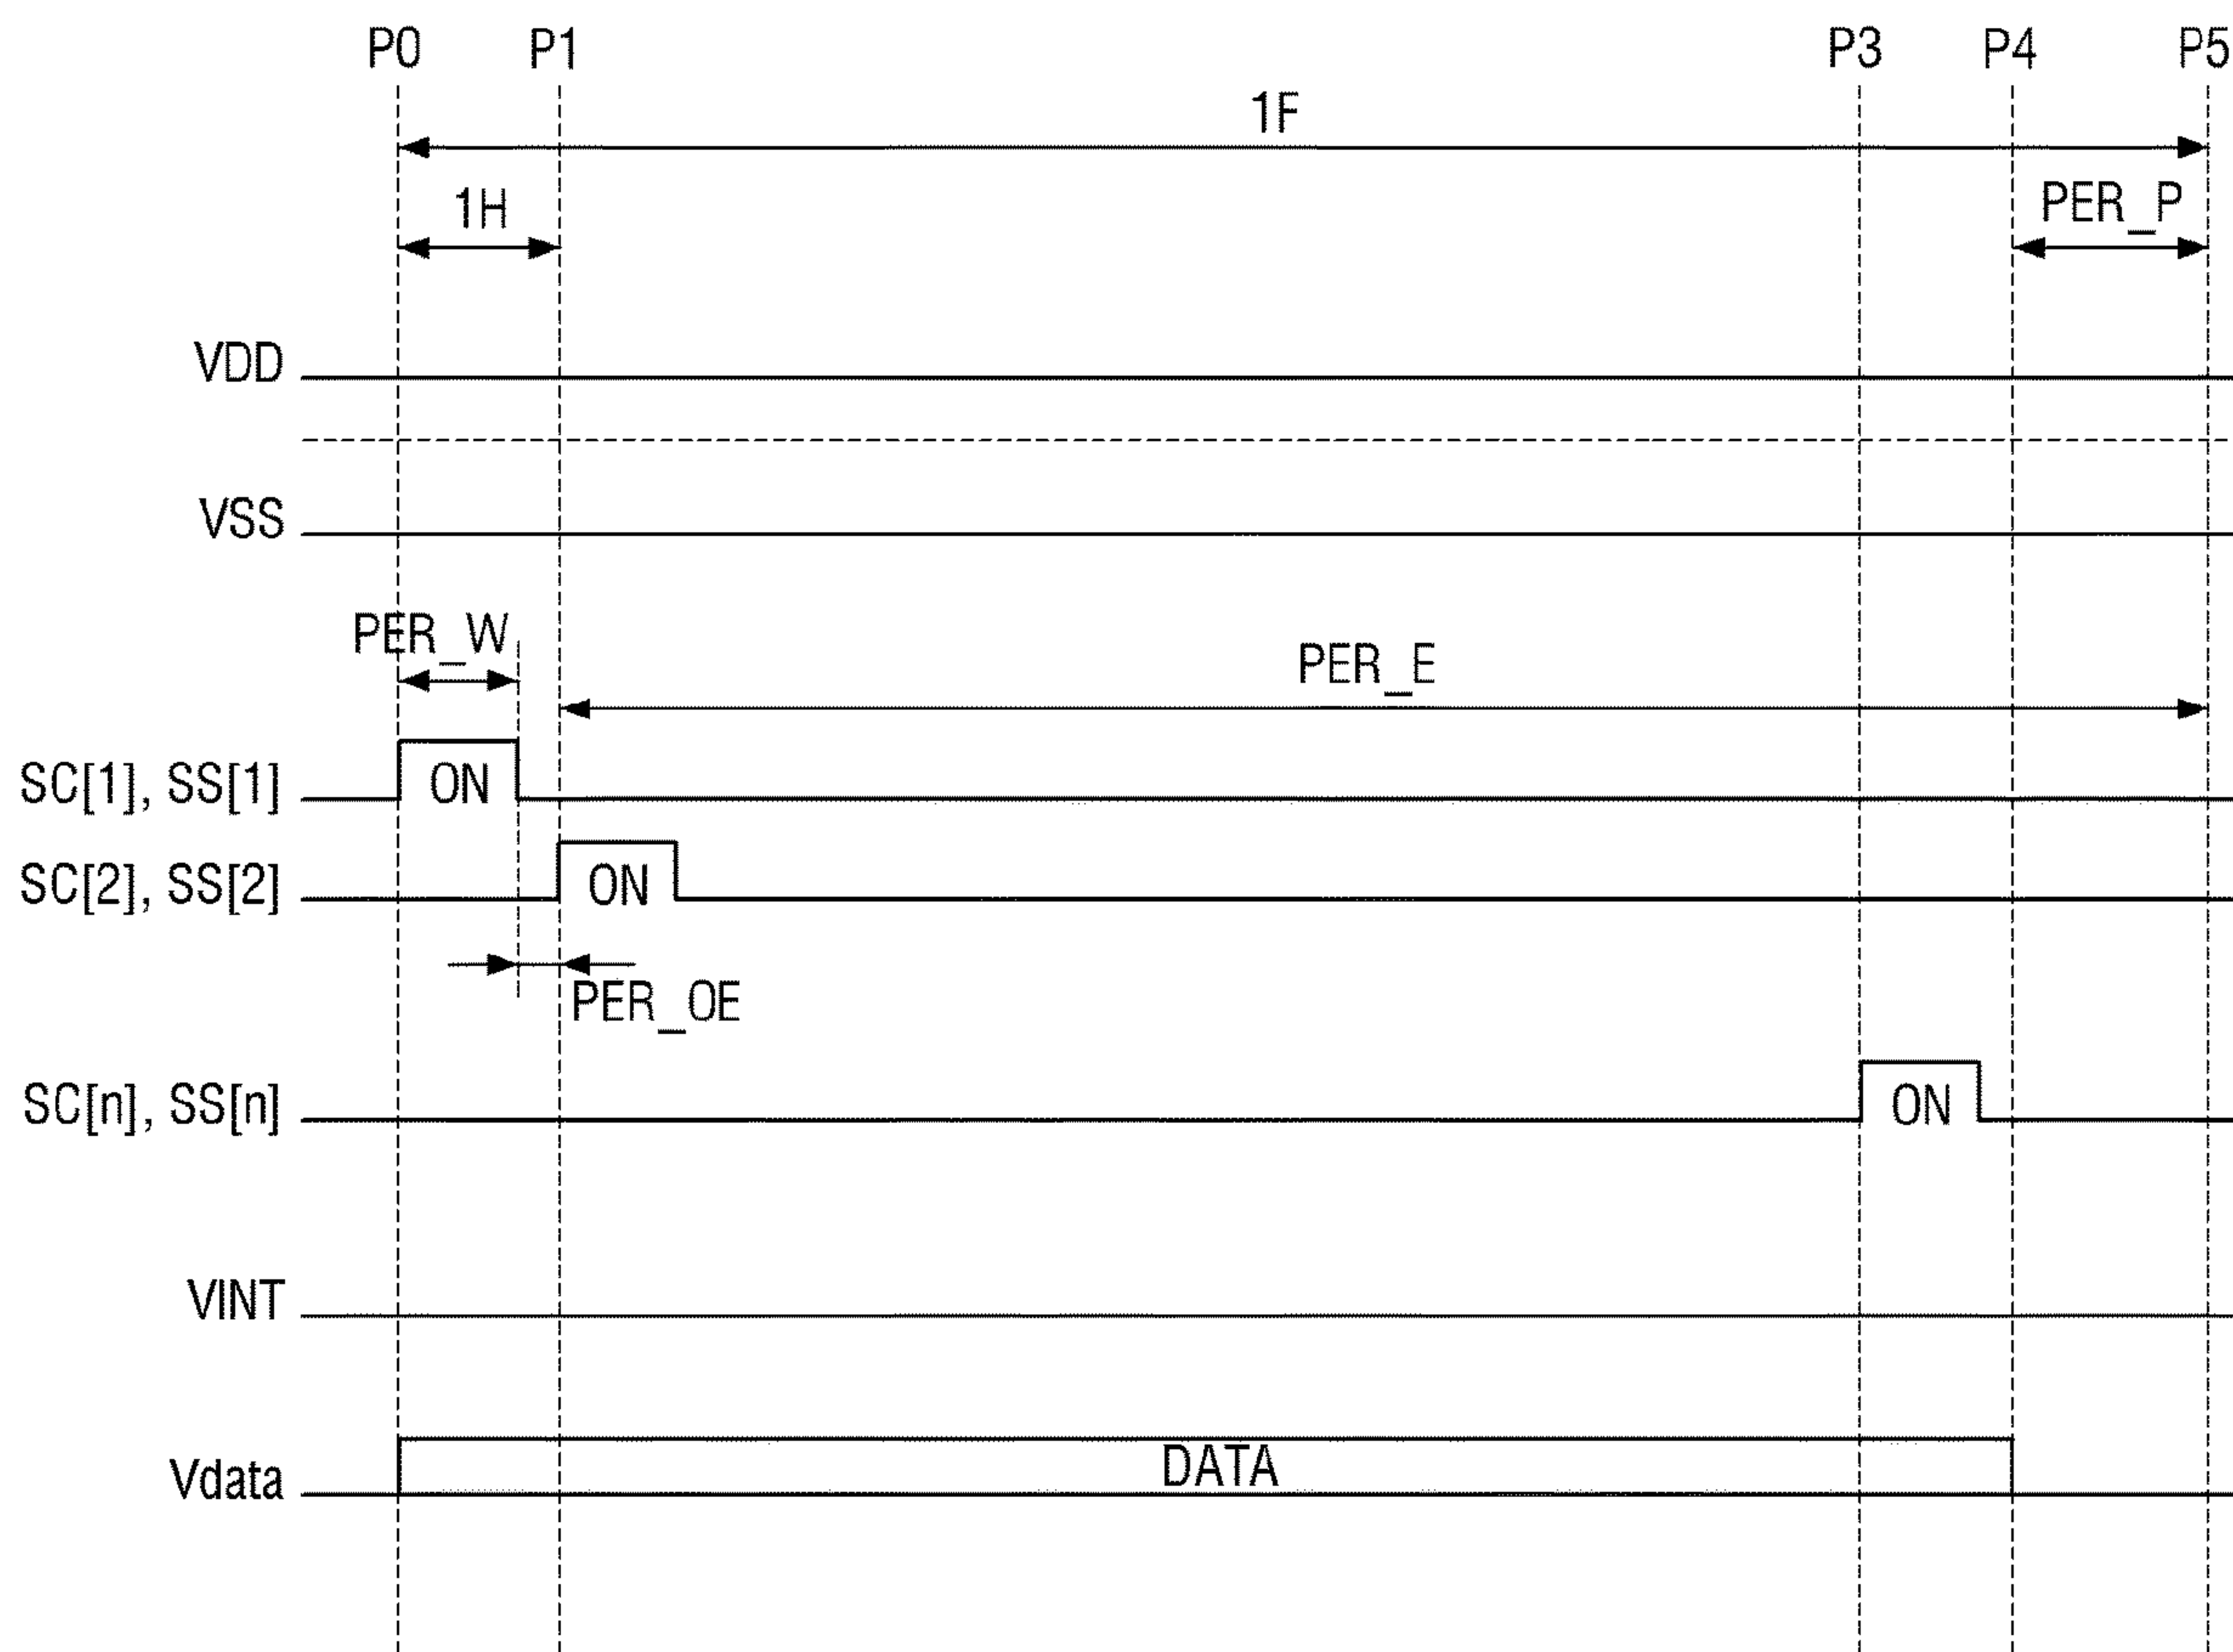 P0 P1 P3 P4 P5
1F
1H PER_P
VDD
VSS
PER_W PER_E
SC[1], SS[1] ON
SC[2], SS[2] ON
PER_OE
SC[n], SS[n] ON
VINT
Vdata DATA